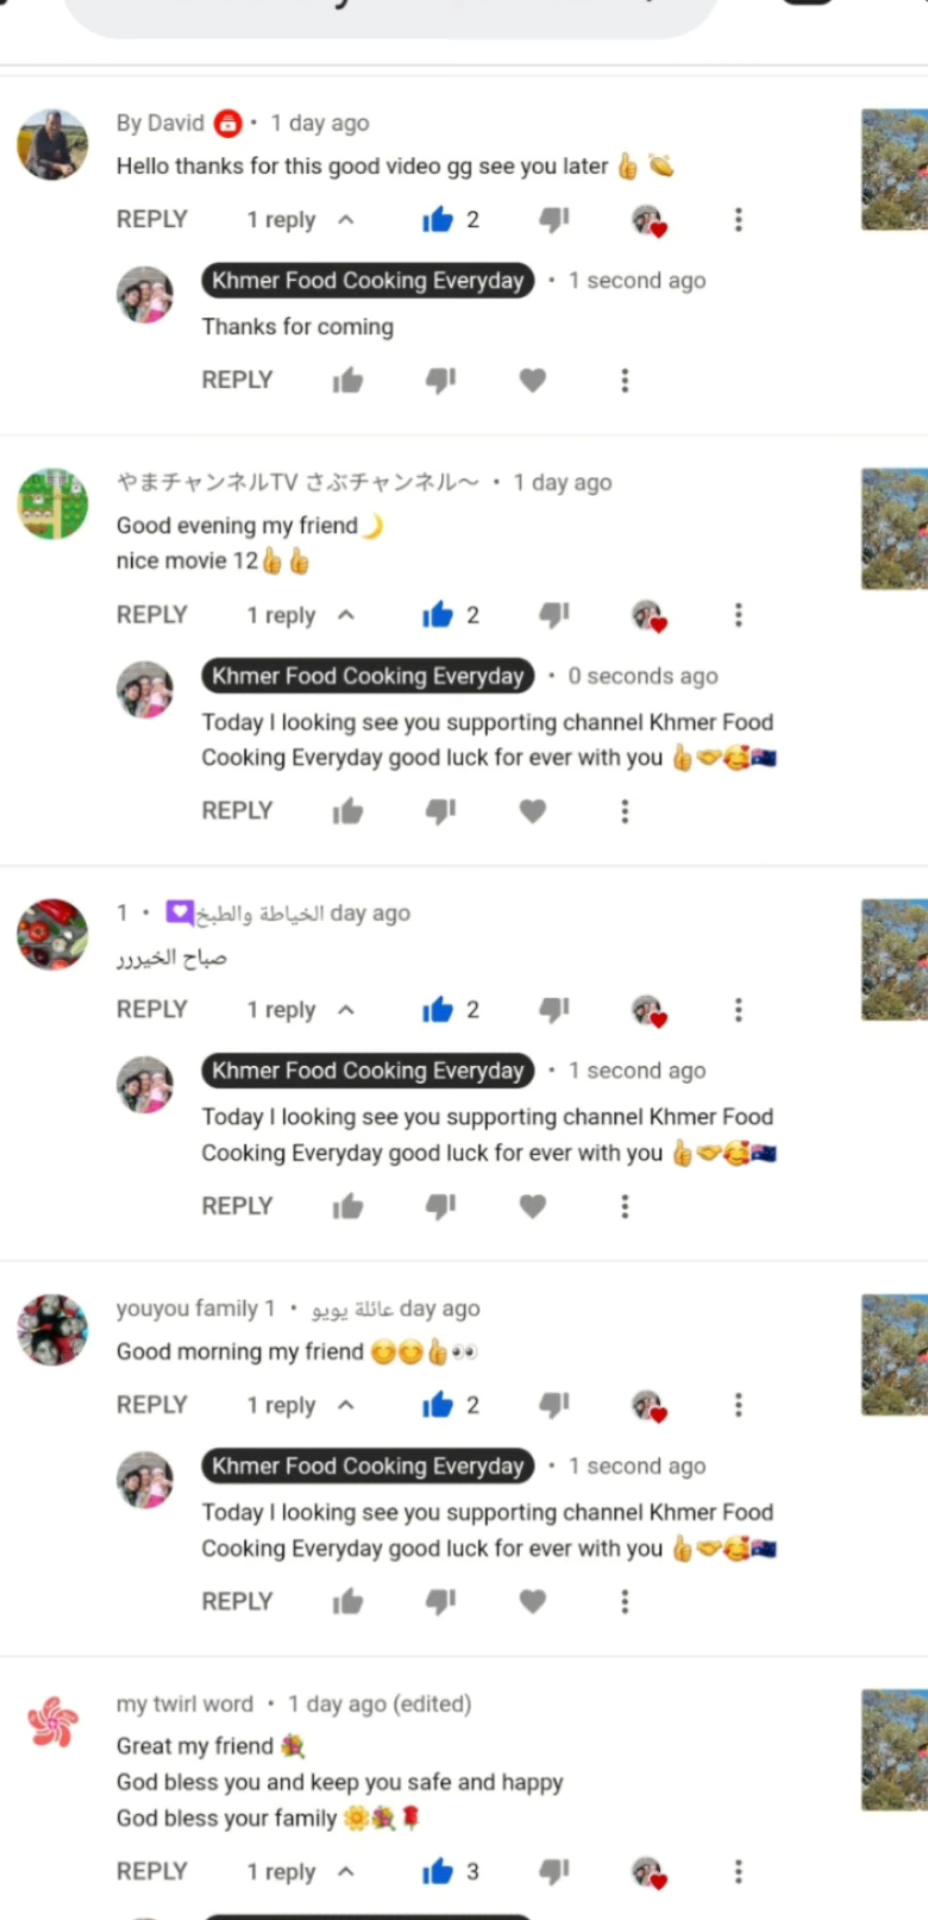 By David • 1 day ago
Hello thanks for this good video gg see you later 👍 👏
REPLY 1 reply 2
Khmer Food Cooking Everyday • 1 second ago
Thanks for coming
REPLY
やまチャンネルTV さぶチャンネル〜 • 1 day ago
Good evening my friend🌙
nice movie 12👍👍
REPLY 1 reply 2
Khmer Food Cooking Everyday • 0 seconds ago
Today I looking see you supporting channel Khmer Food
Cooking Everyday good luck for ever with you 👍🤝🥰🇦🇺
REPLY
1 • 💟الخياطة والطبخ day ago
صباح الخيررر
REPLY 1 reply 2
Khmer Food Cooking Everyday • 1 second ago
Today I looking see you supporting channel Khmer Food
Cooking Everyday good luck for ever with you 👍🤝🥰🇦🇺
REPLY
youyou family 1 • عائلة يويو day ago
Good morning my friend 😊😊👍👀
REPLY 1 reply 2
Khmer Food Cooking Everyday • 1 second ago
Today I looking see you supporting channel Khmer Food
Cooking Everyday good luck for ever with you 👍🤝🥰🇦🇺
REPLY
my twirl word • 1 day ago (edited)
Great my friend 💐
God bless you and keep you safe and happy
God bless your family 🌼💐🌹
REPLY 1 reply 3